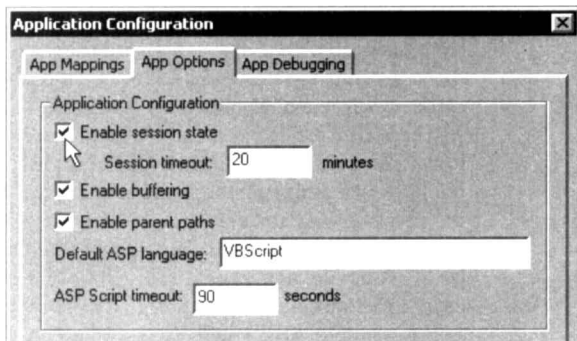 Application Configuration
App Mappings App Options App Debugging
Application Configuration
Enable session state
Session timeout: 20 minutes
Enable buffering
Enable parent paths
Default ASP language: VBScript
ASP Script timeout: 90 seconds